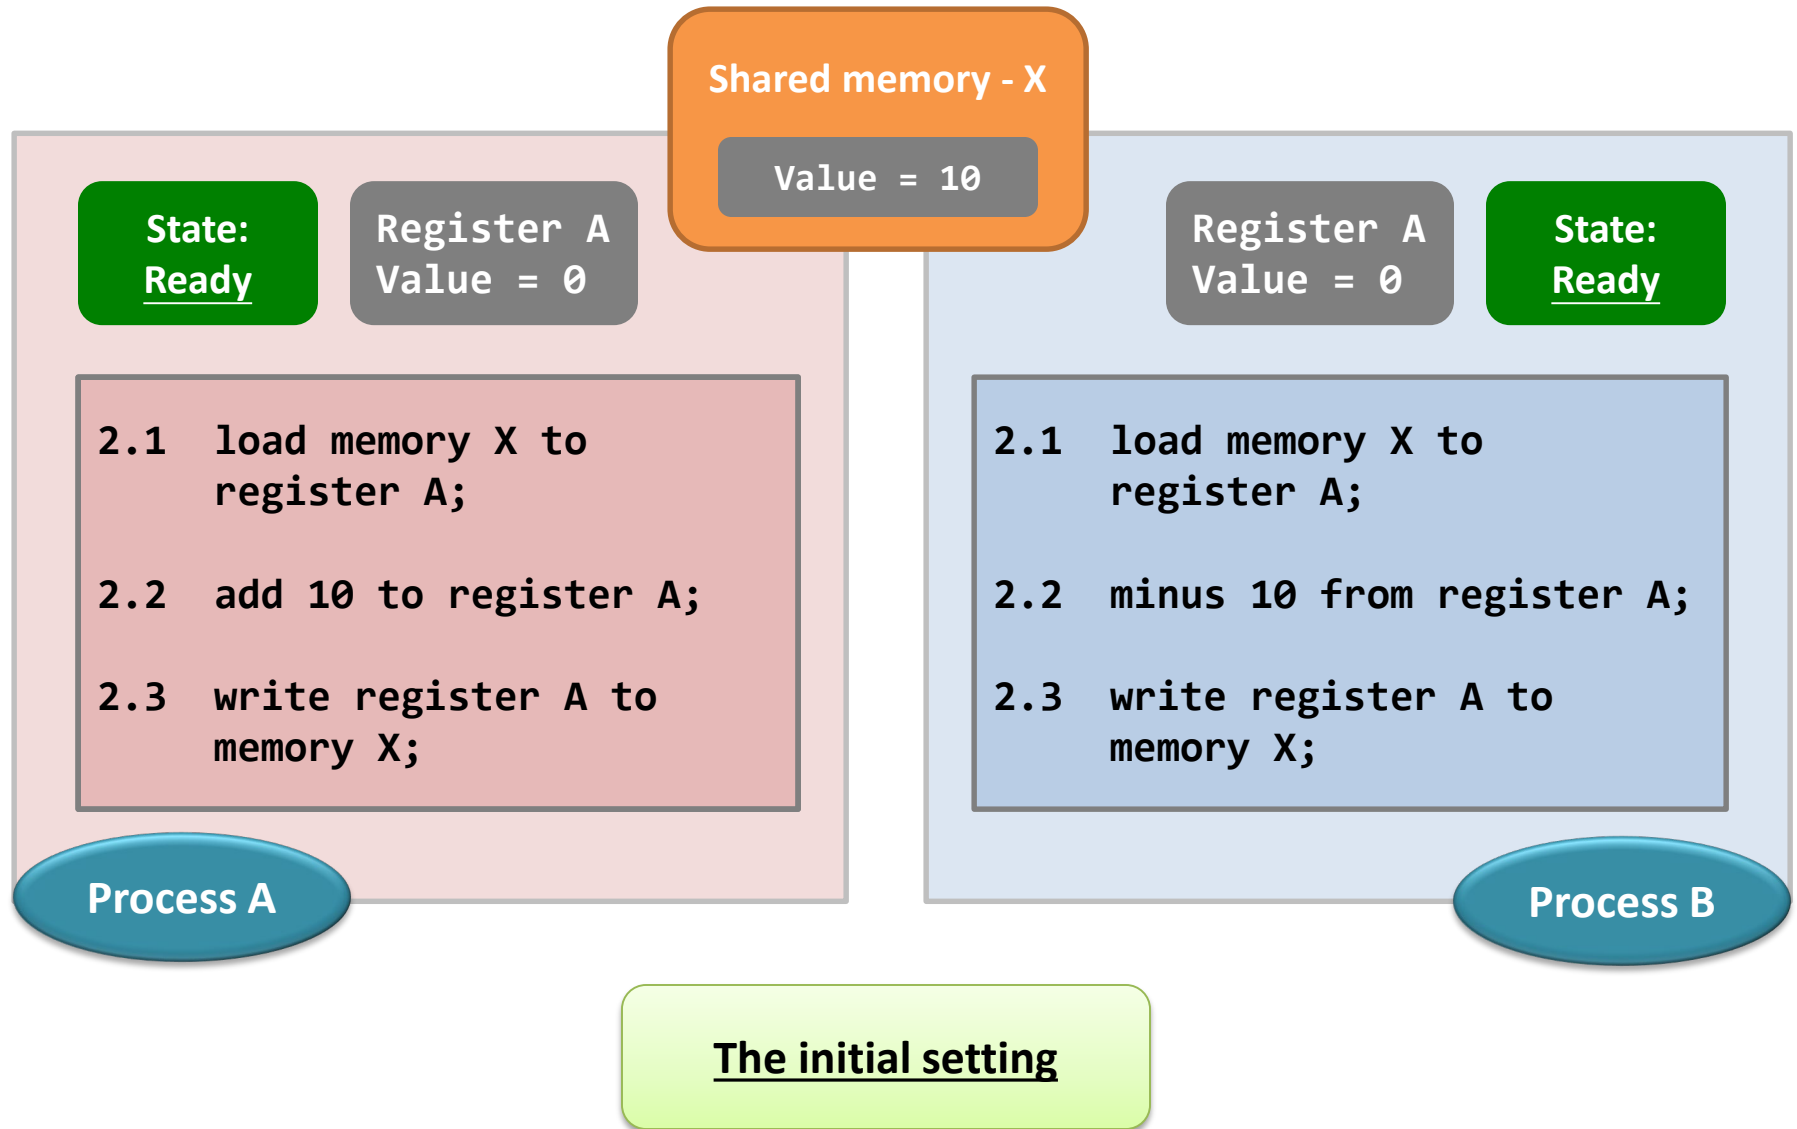 Shared memory - X
Value = 10
State:
Ready
Register A
Value = 0
2.1 load memory X to
register A;
2.2 add 10 to register A;
2.3 write register A to
memory X;
Process A
Register A
Value = 0
State:
Ready
2.1 load memory X to
register A;
2.2 minus 10 from register A;
2.3 write register A to
memory X;
Process B
The initial setting